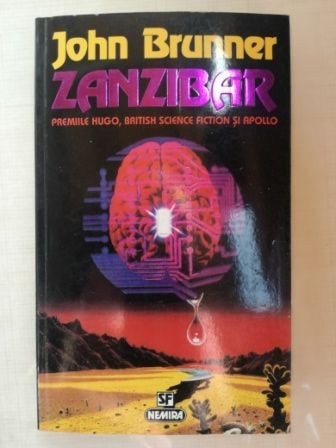 John Brunner
ZANZIBAR
PREMIILE HUGO, BRITISH SCIENCE FICTION ȘI APOLLO
SF
NEMIRA